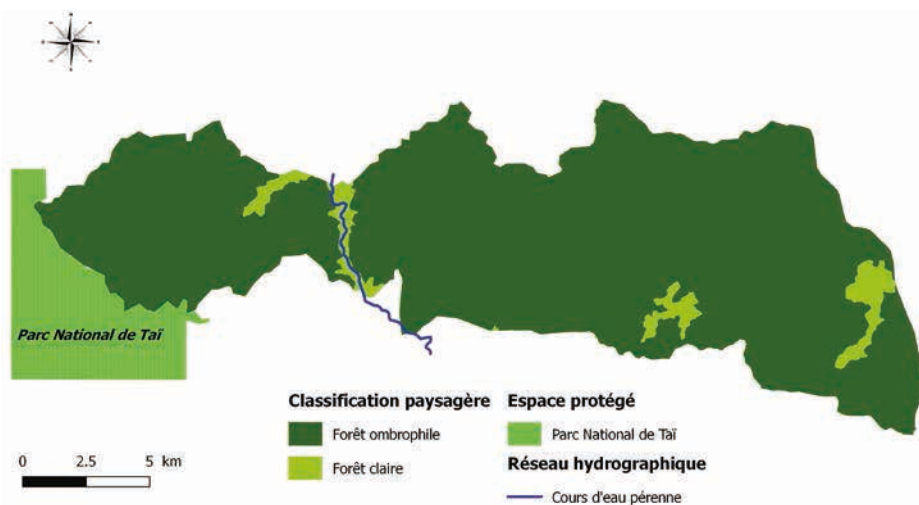 Parc National de Taï
Classification paysagère
Forêt ombrophile
Forêt claire
Espace protégé
Parc National de Taï
Réseau hydrographique
Cours d'eau pérenne
0 2.5 5 km